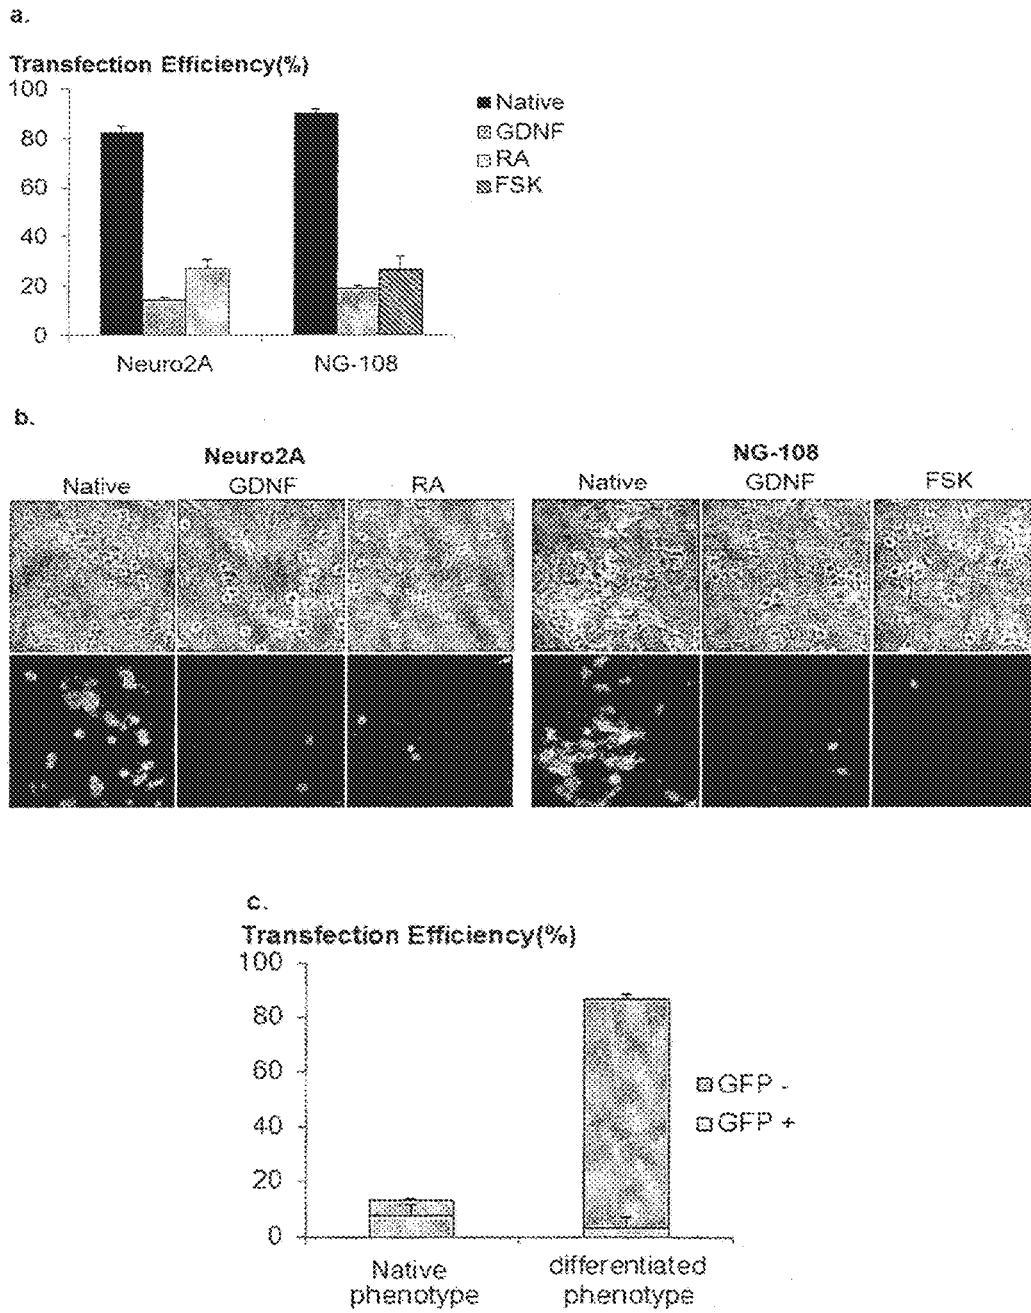 a.
Transfection Efficiency(%)
100
80
60
40
20
0
Native
GDNF
RA
FSK
Neuro2A
NG-108
b.
Neuro2A
Native GDNF RA
NG-108
Native GDNF FSK
c.
Transfection Efficiency(%)
100
80
60
40
20
0
GFP -
GFP +
Native
phenotype
differentiated
phenotype